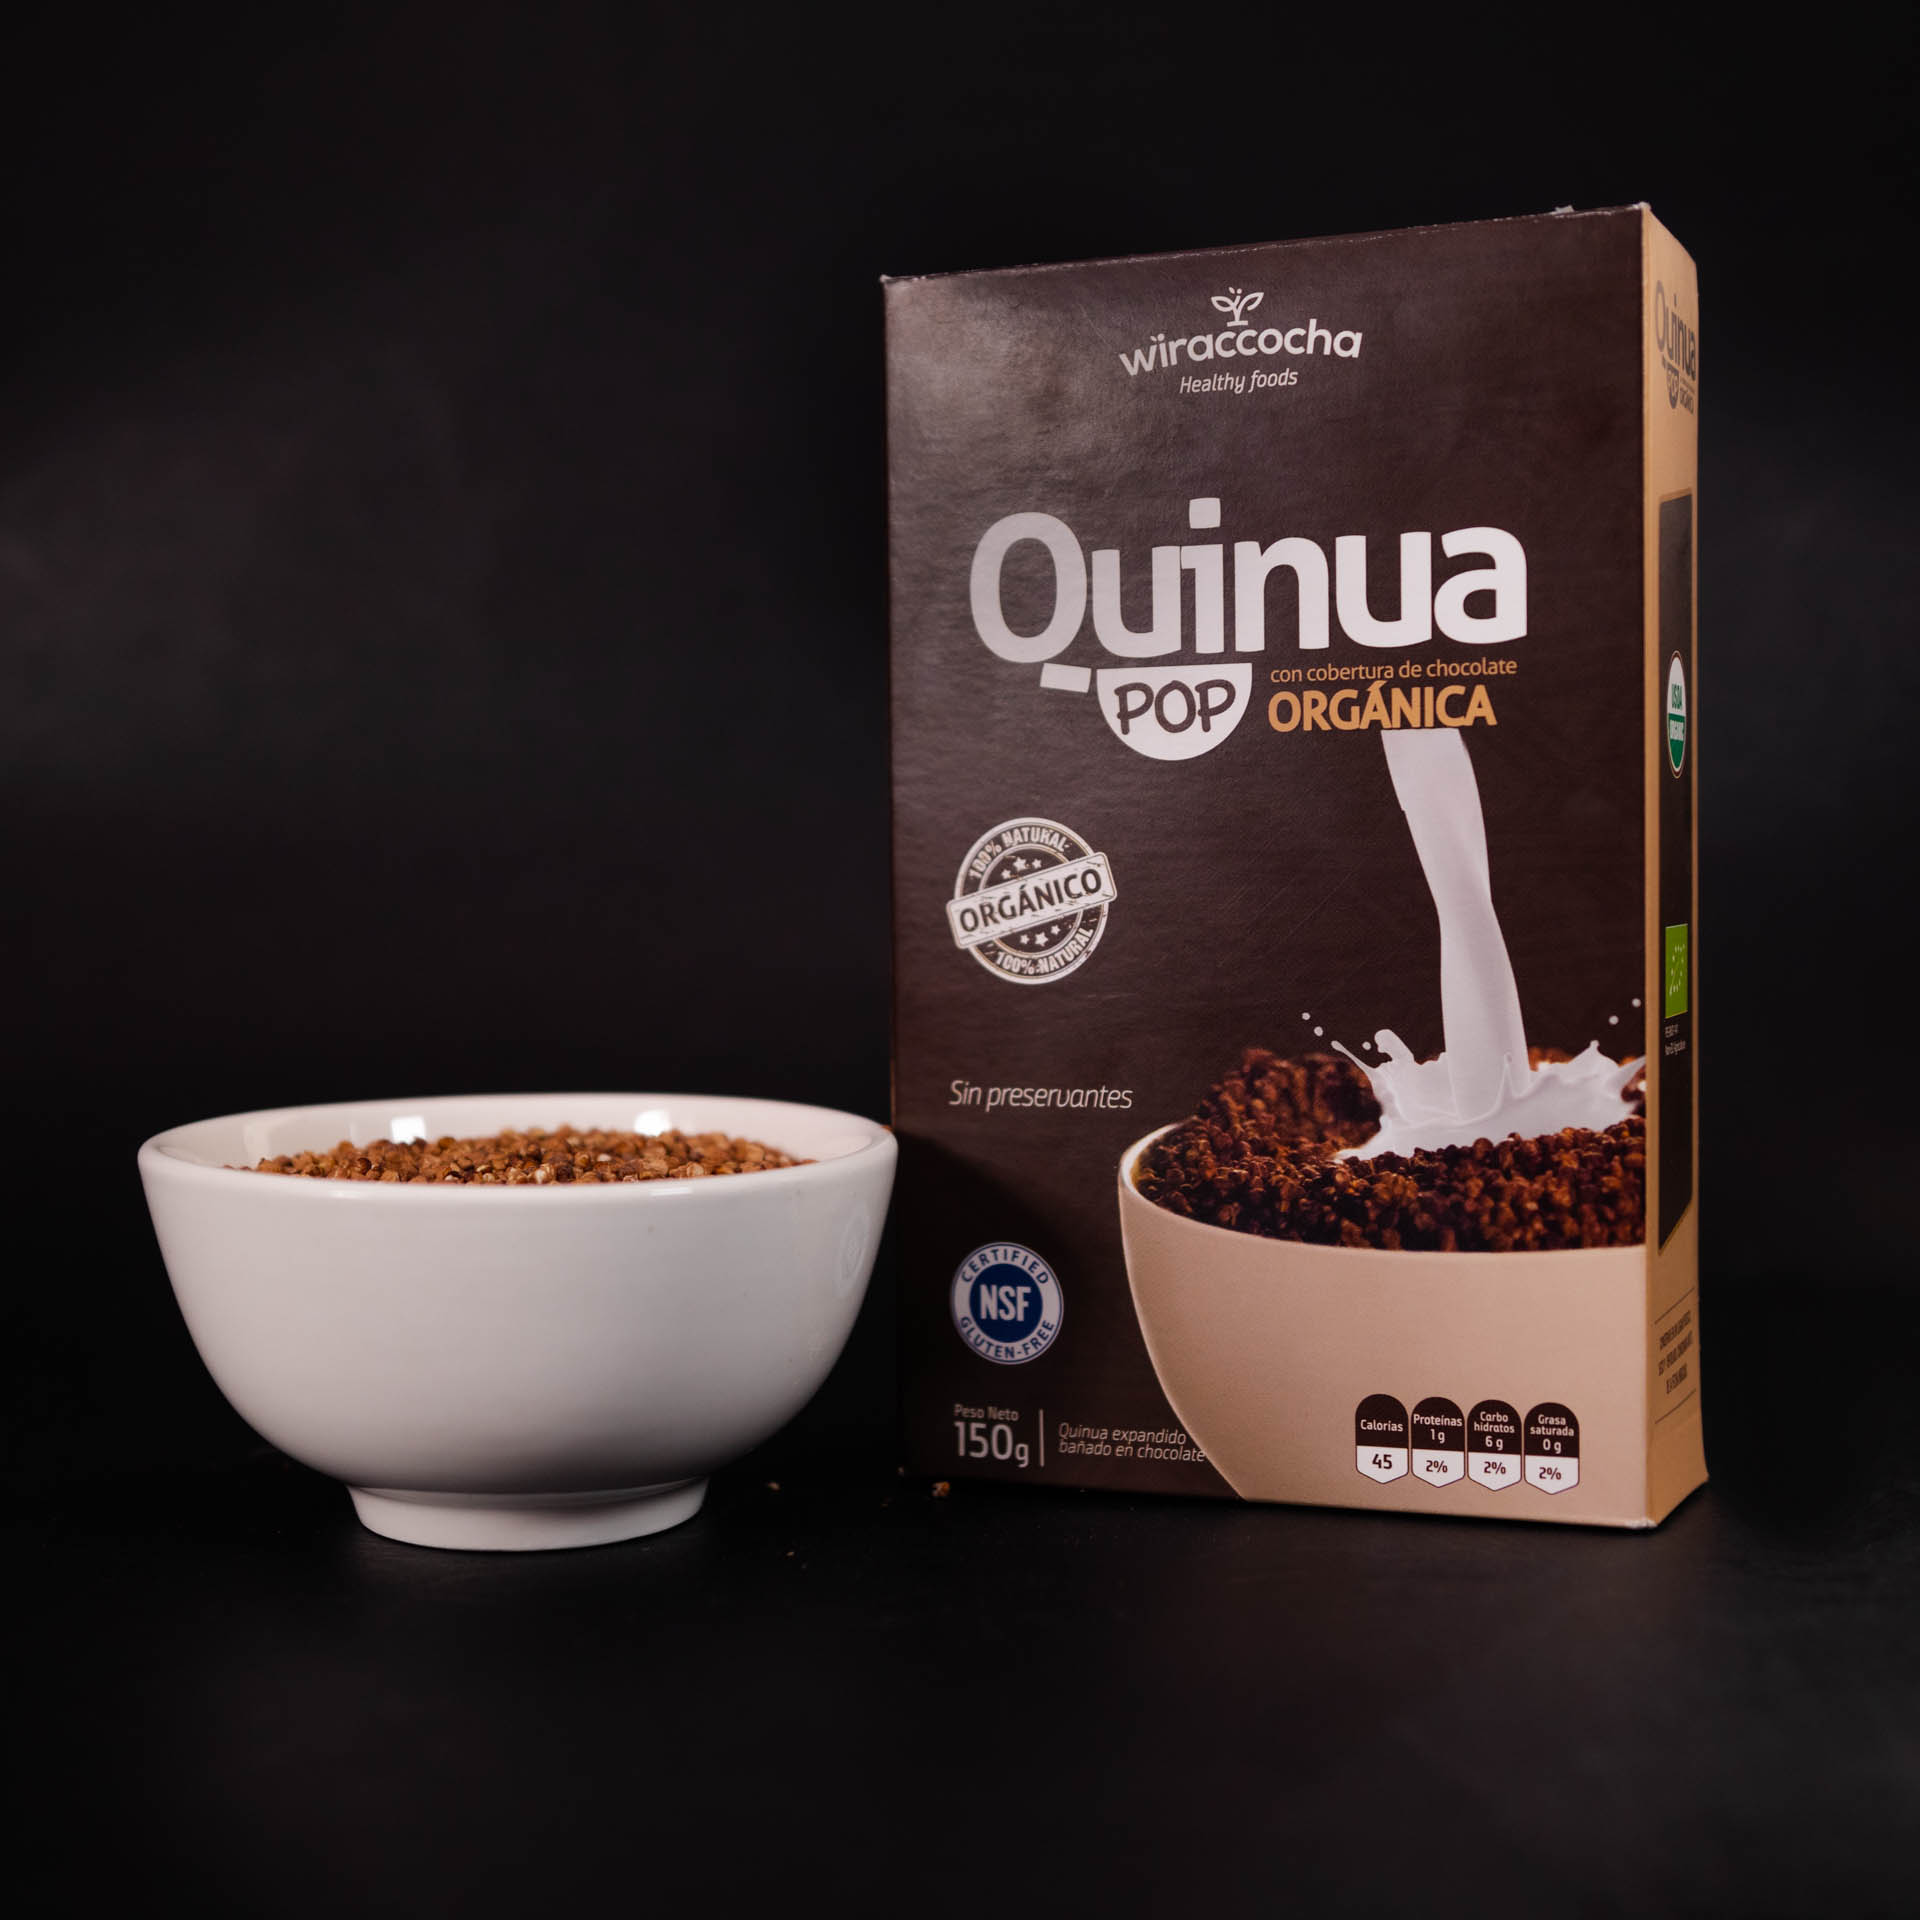 wiraccocha
Healthy foods
Quinua
POP
con cobertura de chocolate
ORGÁNICA
100% NATURAL
ORGÁNICO
100% NATURAL
Sin preservantes
CERTIFIED
NSF
GLUTEN-FREE
Peso Neto
150g
Quinua expandido
bañado en chocolate
Calorías
45
Proteínas
1 g
2%
Carbo
hidratos
6 g
2%
Grasa
saturada
0 g
2%
Quinua
POP
ORGÁNICA
USDA
ORGANIC